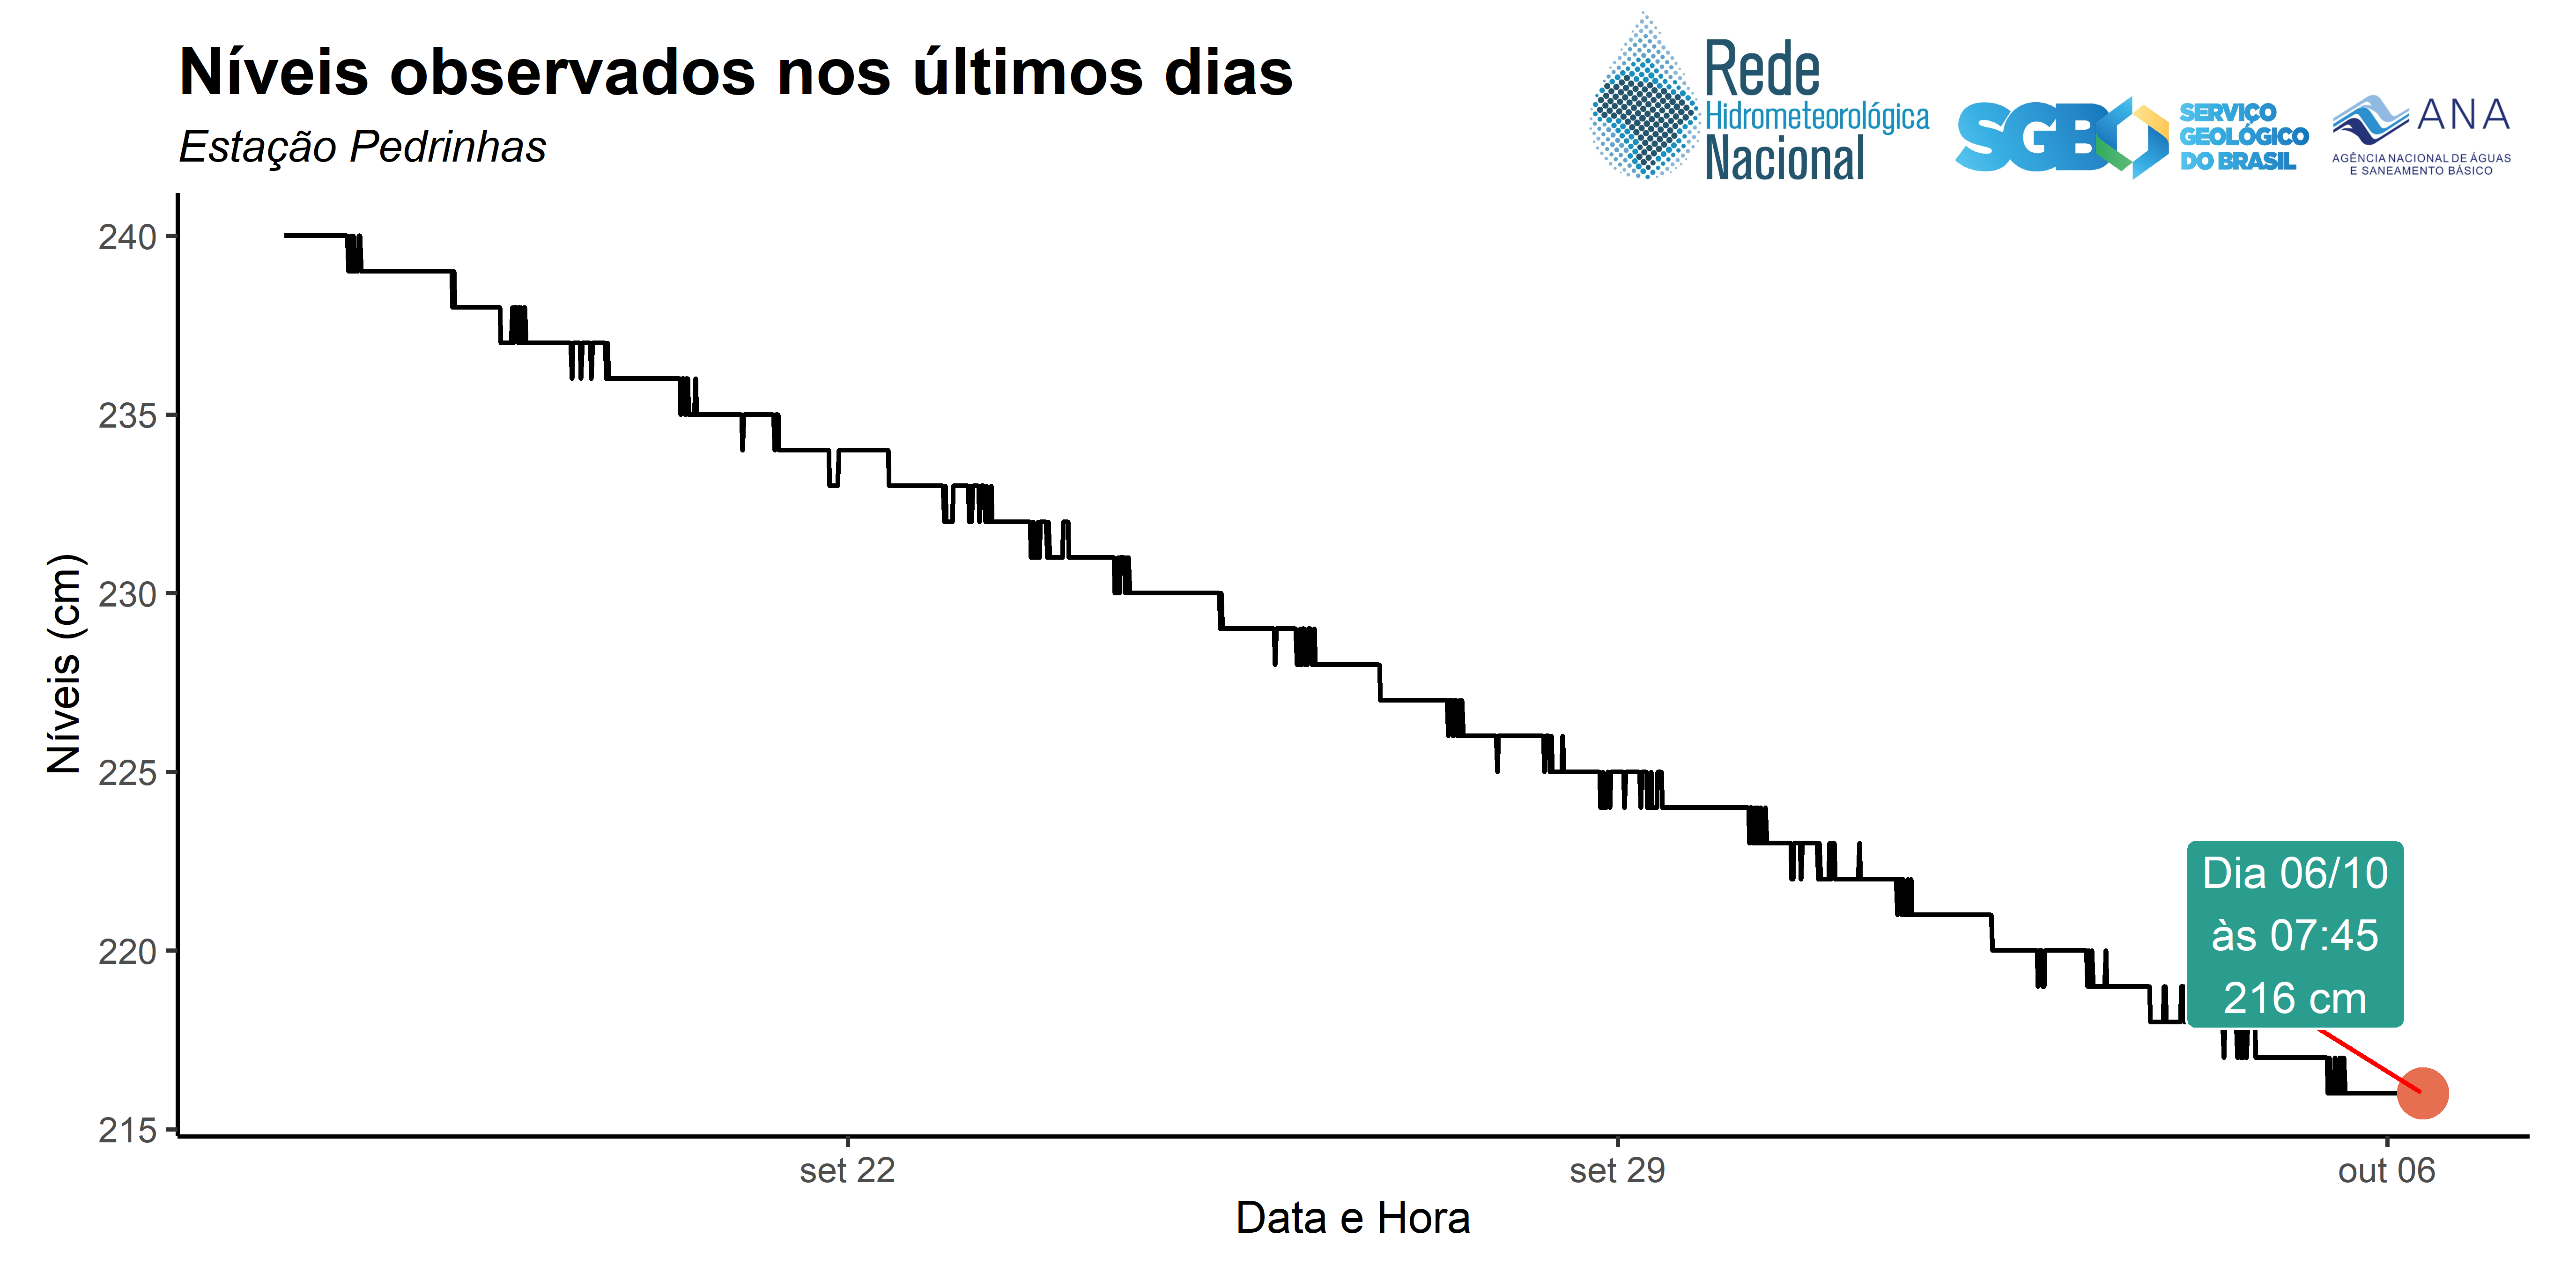 Níveis observados nos últimos dias
Estação Pedrinhas
Rede
Hidrometeorológica
Nacional
SGB
SERVIÇO
GEOLÓGICO
DO BRASIL
ANA
AGÊNCIA NACIONAL DE ÁGUAS
E SANEAMENTO BÁSICO
Níveis (cm)
240
235
230
225
220
215
Dia 06/10
às 07:45
216 cm
set 22
set 29
out 06
Data e Hora